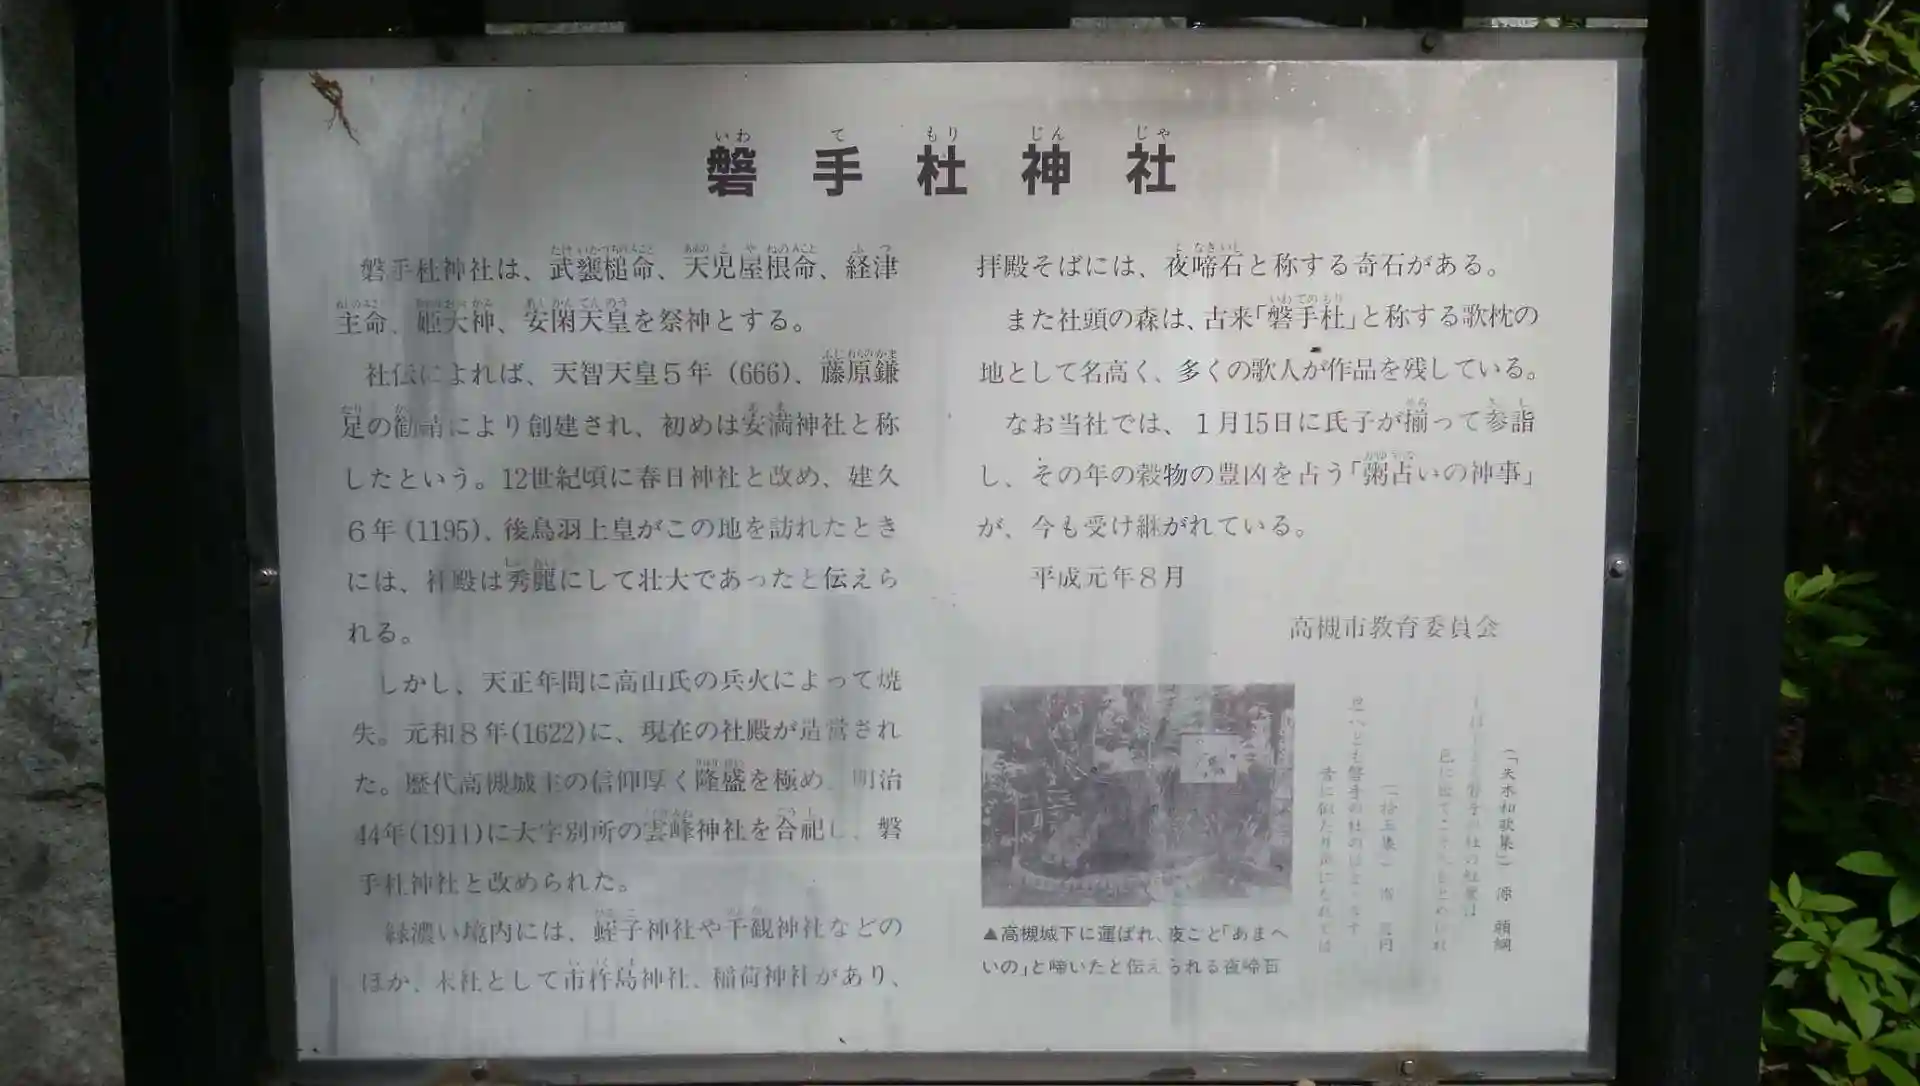 磐手杜神社
磐手杜神社は、武甕槌命、天児屋根命、経津
主命、姫大神、安閑天皇を祭神とする。
社伝によれば、天智天皇5年（666）、藤原鎌
足の勧請により創建され、初めは安満神社と称
したという。12世紀頃に春日神社と改め、建久
6年（1195）、後鳥羽上皇がこの地を訪れたとき
には、社殿は秀麗にして壮大であったと伝えら
れる。
しかし、天正年間に高山氏の兵火によって焼
失。元和8年（1622）に、現在の社殿が造営され
た。歴代高槻城主の信仰厚く隆盛を極め、明治
44年（1911）に大字別所の雲峰神社を合祀し、磐
手杜神社と改められた。
緑濃い境内には、蛭子神社や千観神社などの
ほか、末社として市杵島神社、稲荷神社があり、
拝殿そばには、夜啼石と称する奇石がある。
また社頭の森は、古来「磐手杜」と称する歌枕の
地として名高く、多くの歌人が作品を残している。
なお当社では、1月15日に氏子が揃って参詣
し、その年の穀物の豊凶を占う「粥占いの神事」
が、今も受け継がれている。
平成元年8月
高槻市教育委員会
▲高槻城下に運ばれ、夜ごと「あまへ
いの」と啼いたと伝えられる夜啼石
（「夫木和歌集」） 源
磐手の杜の